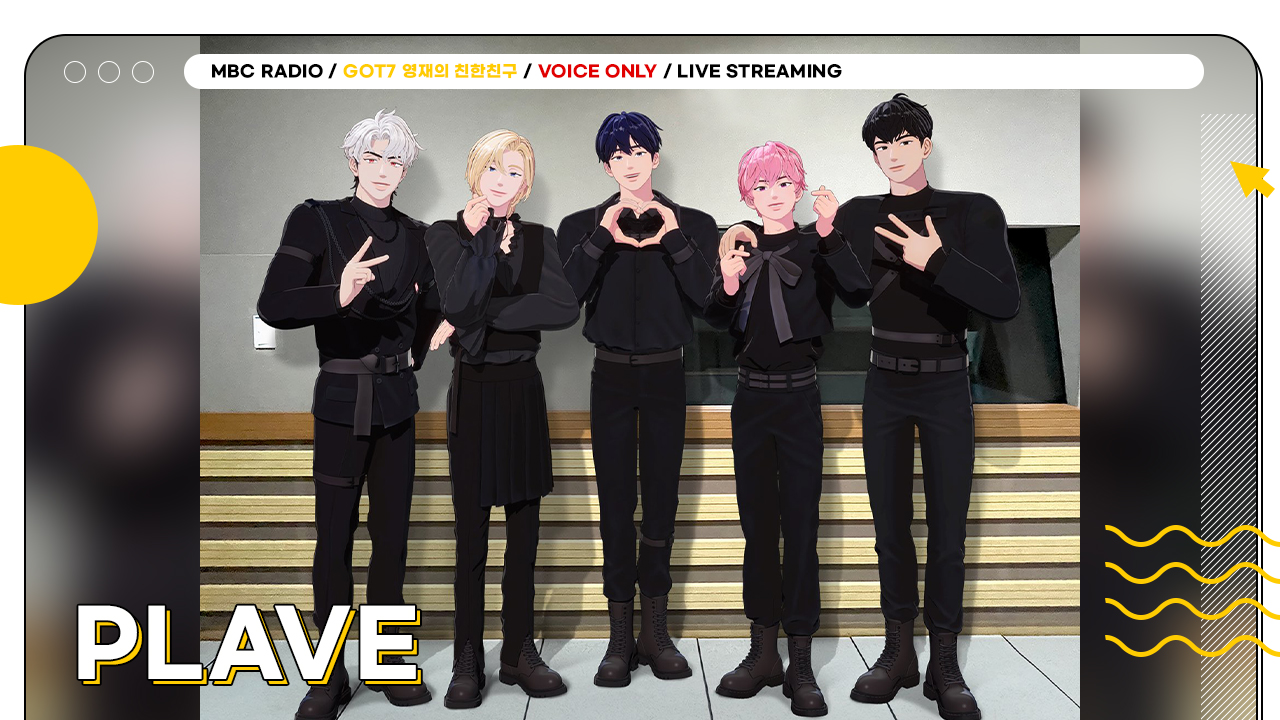 MBC RADIO / GOT7 영재의 친한친구 / VOICE ONLY / LIVE STREAMING
PLAVE